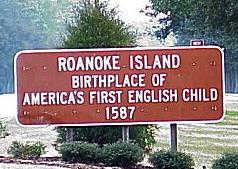 ROANOKE ISLAND
BIRTHPLACE OF
AMERICA'S FIRST ENGLISH CHILD
1587